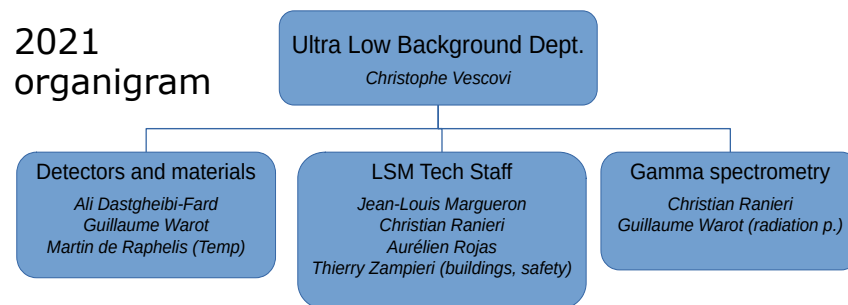 2021
organigram
Ultra Low Background Dept.
Christophe Vescovi
Detectors and materials
Ali Dastgheibi-Fard
Guillaume Warot
Martin de Raphelis (Temp)
LSM Tech Staff
Jean-Louis Margueron
Christian Ranieri
Aurélien Rojas
Thierry Zampieri (buildings, safety)
Gamma spectrometry
Christian Ranieri
Guillaume Warot (radiation p.)